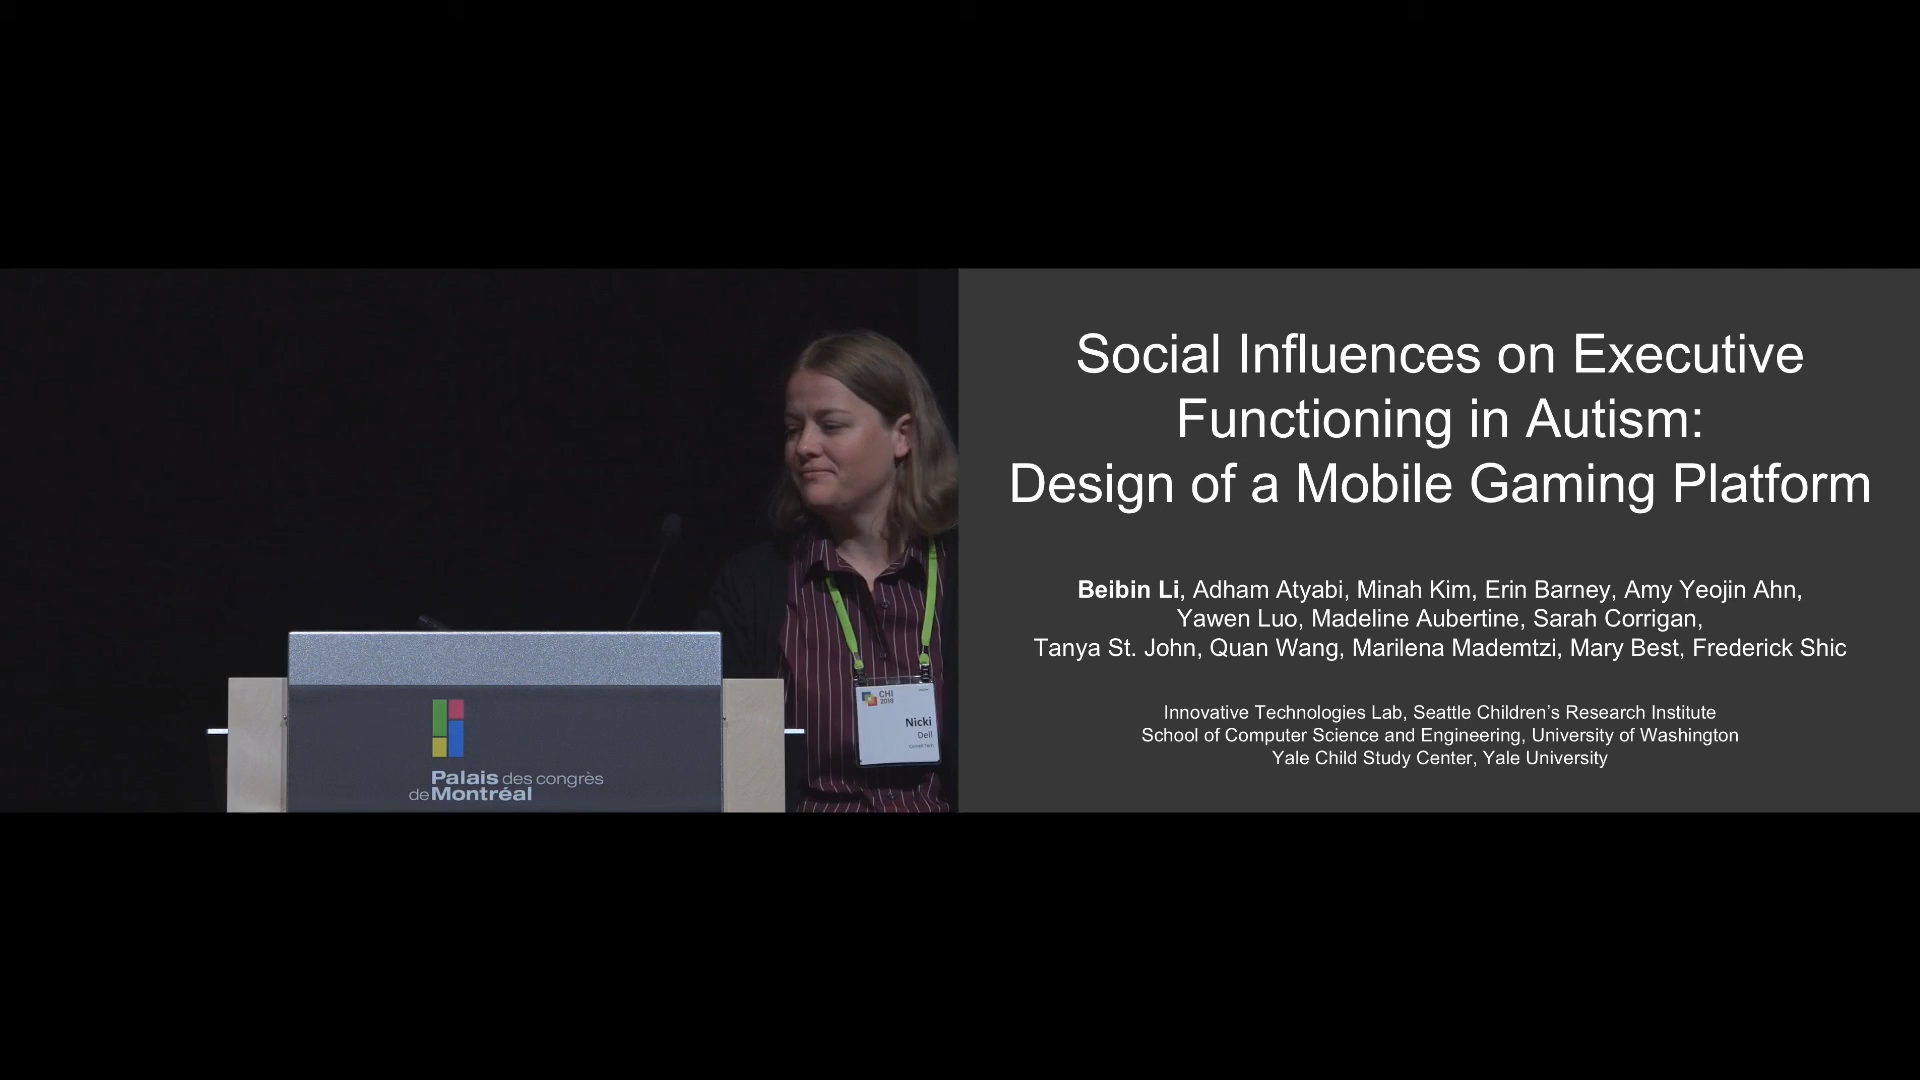 CHI
2018
Nicki
Dell
Cornell Tech
Palais des congrès
de Montréal
Social Influences on Executive
Functioning in Autism:
Design of a Mobile Gaming Platform
Beibin Li, Adham Atyabi, Minah Kim, Erin Barney, Amy Yeojin Ahn,
Yawen Luo, Madeline Aubertine, Sarah Corrigan,
Tanya St. John, Quan Wang, Marilena Mademtzi, Mary Best, Frederick Shic
Innovative Technologies Lab, Seattle Children’s Research Institute
School of Computer Science and Engineering, University of Washington
Yale Child Study Center, Yale University